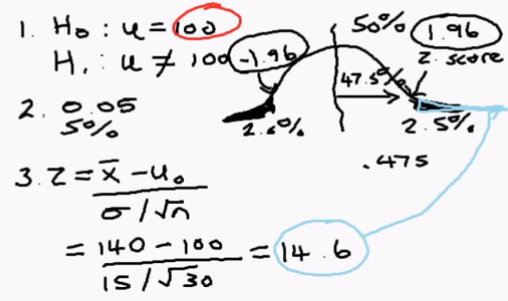 1. H₀ : u = 100
H₁ : u ≠ 100
-1.96
50%
1.96
z. score
47.5%
2. 0.05
5%
2.5%
2.5%
.475
3. Z = x̄ - u₀
σ / √n
= 140 - 100 = 14.6
15 / √30